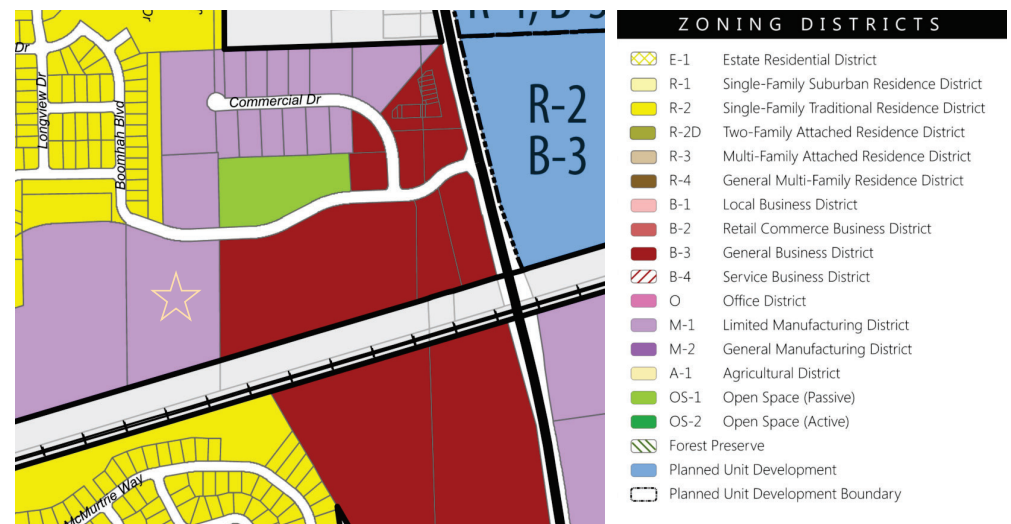 R-1, B-3
Dr
Dr
Longview Dr
Boomhah Blvd
Commercial Dr
R-2
B-3
McMurtrie Way
ZONING DISTRICTS
E-1 Estate Residential District
R-1 Single-Family Suburban Residence District
R-2 Single-Family Traditional Residence District
R-2D Two-Family Attached Residence District
R-3 Multi-Family Attached Residence District
R-4 General Multi-Family Residence District
B-1 Local Business District
B-2 Retail Commerce Business District
B-3 General Business District
B-4 Service Business District
O Office District
M-1 Limited Manufacturing District
M-2 General Manufacturing District
A-1 Agricultural District
OS-1 Open Space (Passive)
OS-2 Open Space (Active)
Forest Preserve
Planned Unit Development
Planned Unit Development Boundary